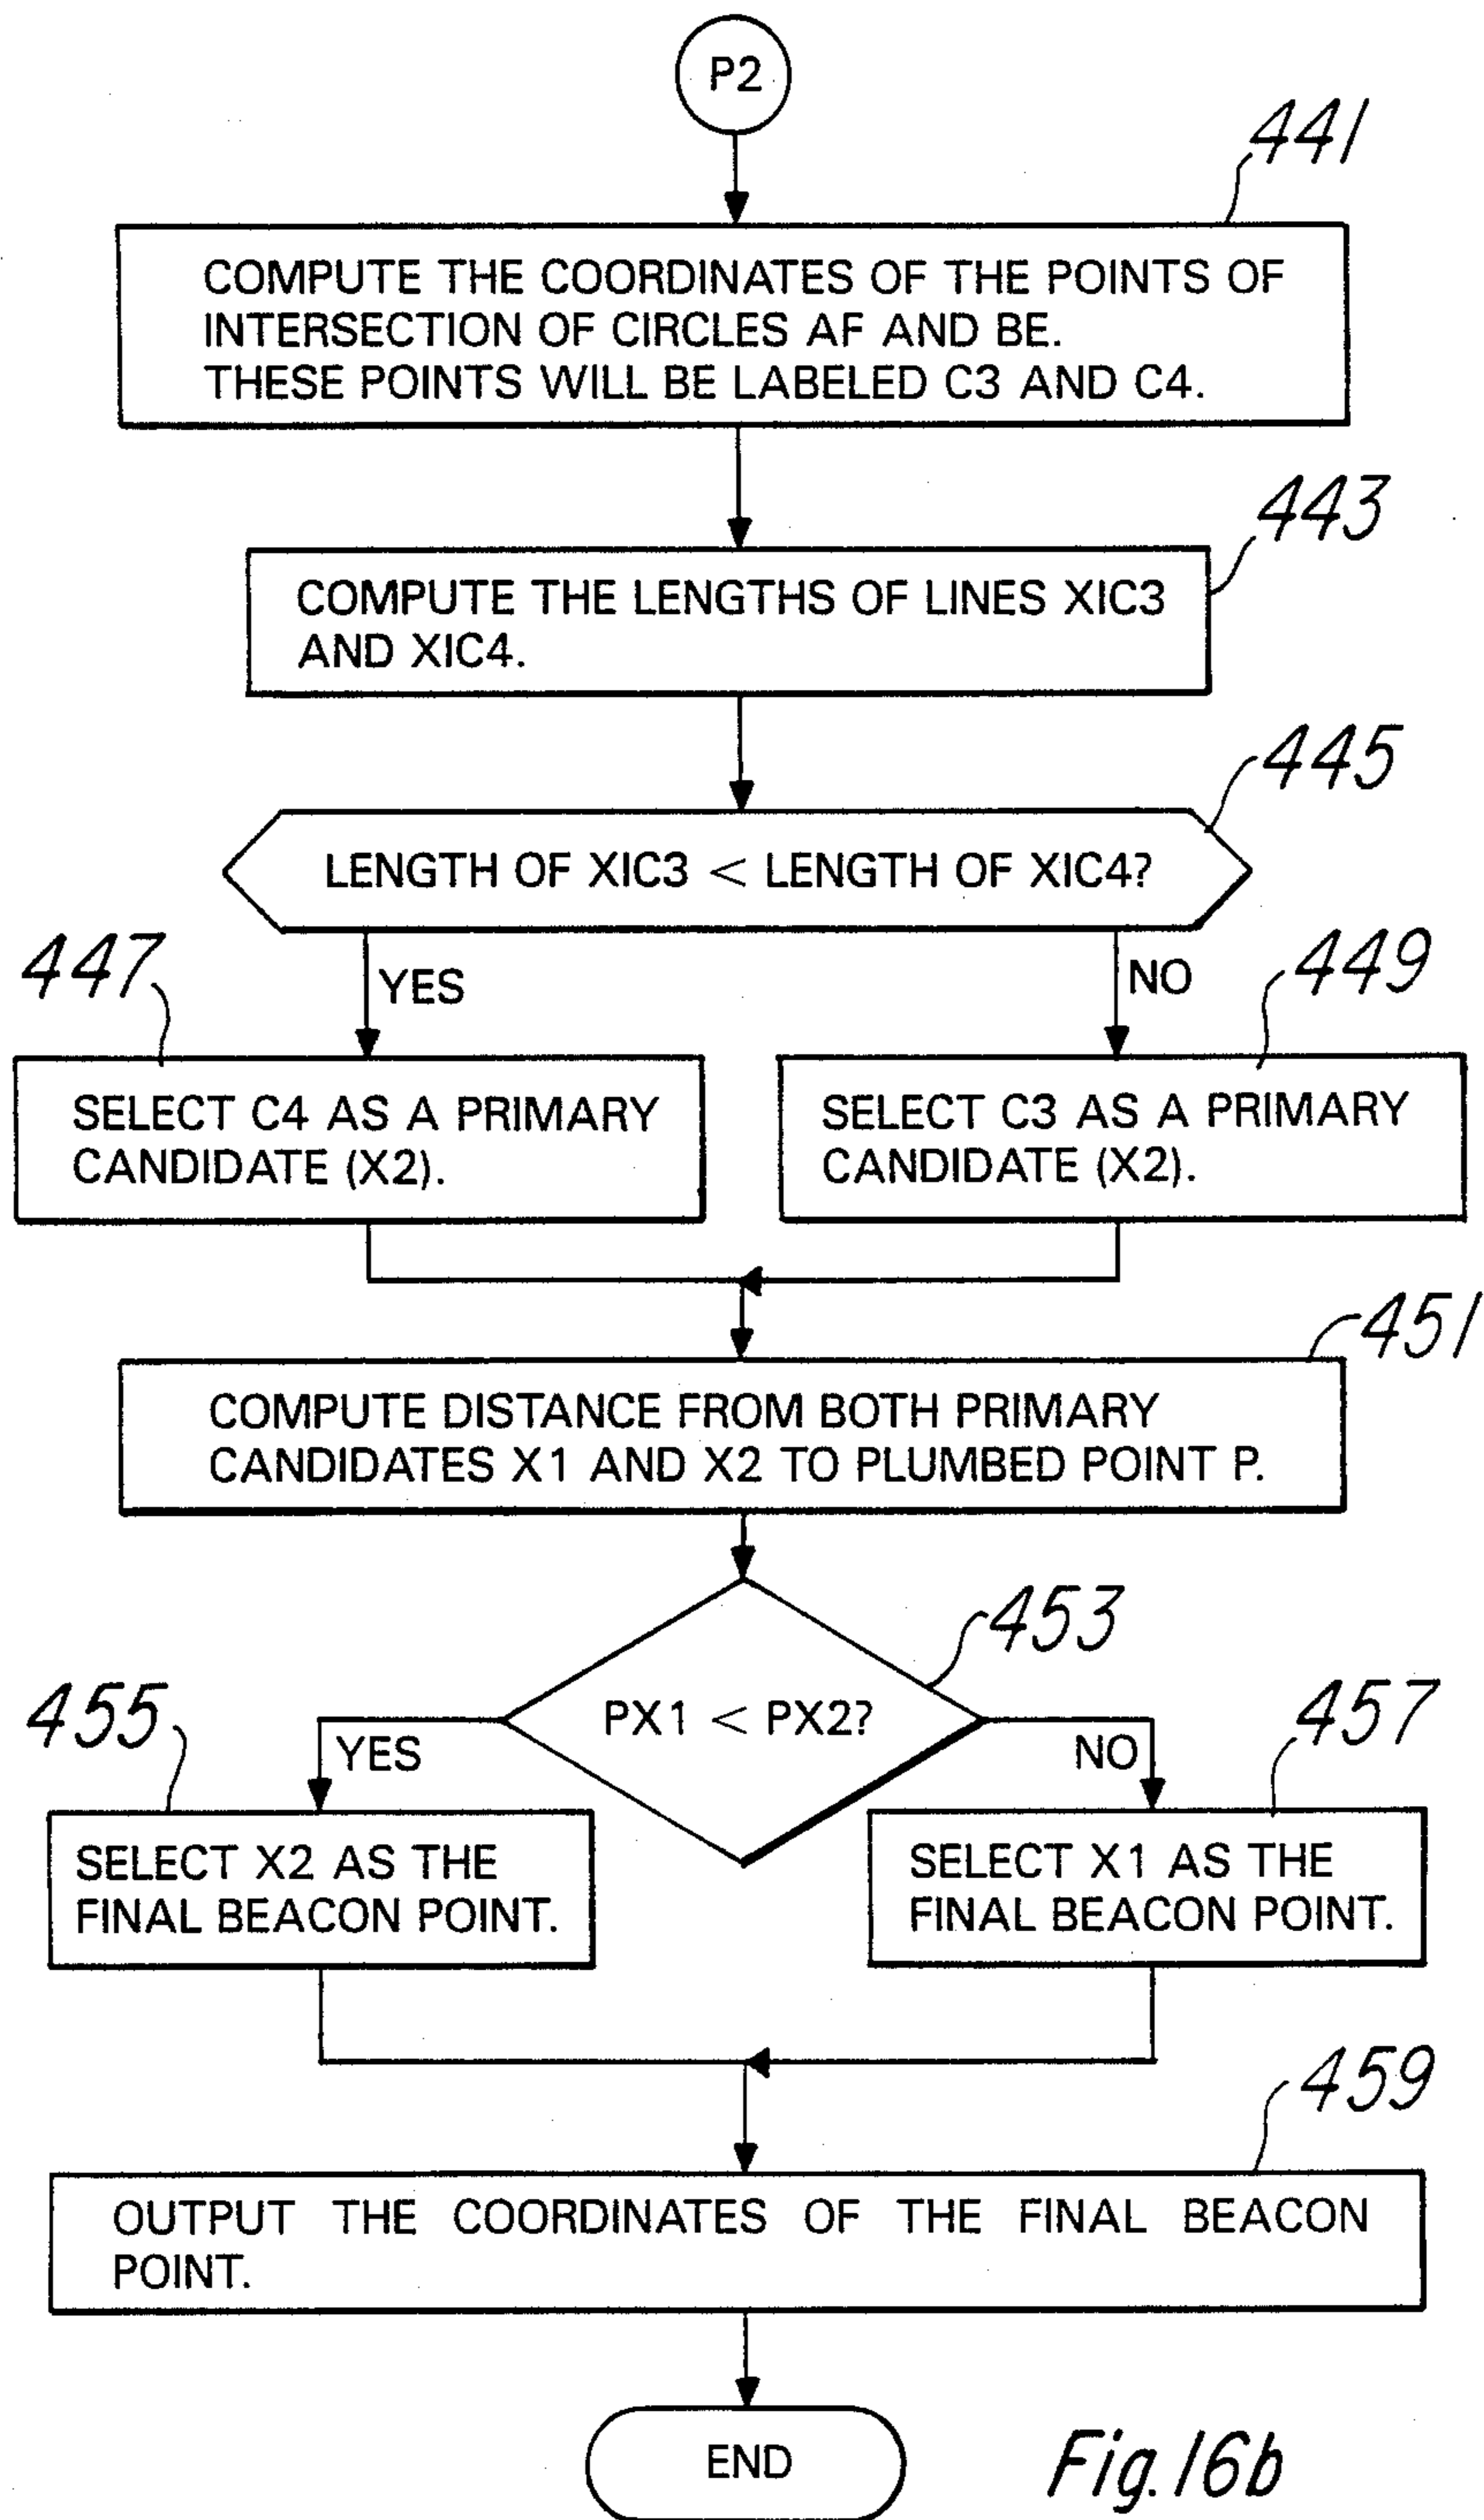 P2
441
COMPUTE THE COORDINATES OF THE POINTS OF
INTERSECTION OF CIRCLES AF AND BE.
THESE POINTS WILL BE LABELED C3 AND C4.
443
COMPUTE THE LENGTHS OF LINES XIC3
AND XIC4.
445
LENGTH OF XIC3 < LENGTH OF XIC4?
447
YES
NO
449
SELECT C4 AS A PRIMARY
CANDIDATE (X2).
SELECT C3 AS A PRIMARY
CANDIDATE (X2).
451
COMPUTE DISTANCE FROM BOTH PRIMARY
CANDIDATES X1 AND X2 TO PLUMBED POINT P.
453
PX1 < PX2?
455
YES
NO
457
SELECT X2 AS THE
FINAL BEACON POINT.
SELECT X1 AS THE
FINAL BEACON POINT.
459
OUTPUT THE COORDINATES OF THE FINAL BEACON
POINT.
END
Fig. 16b